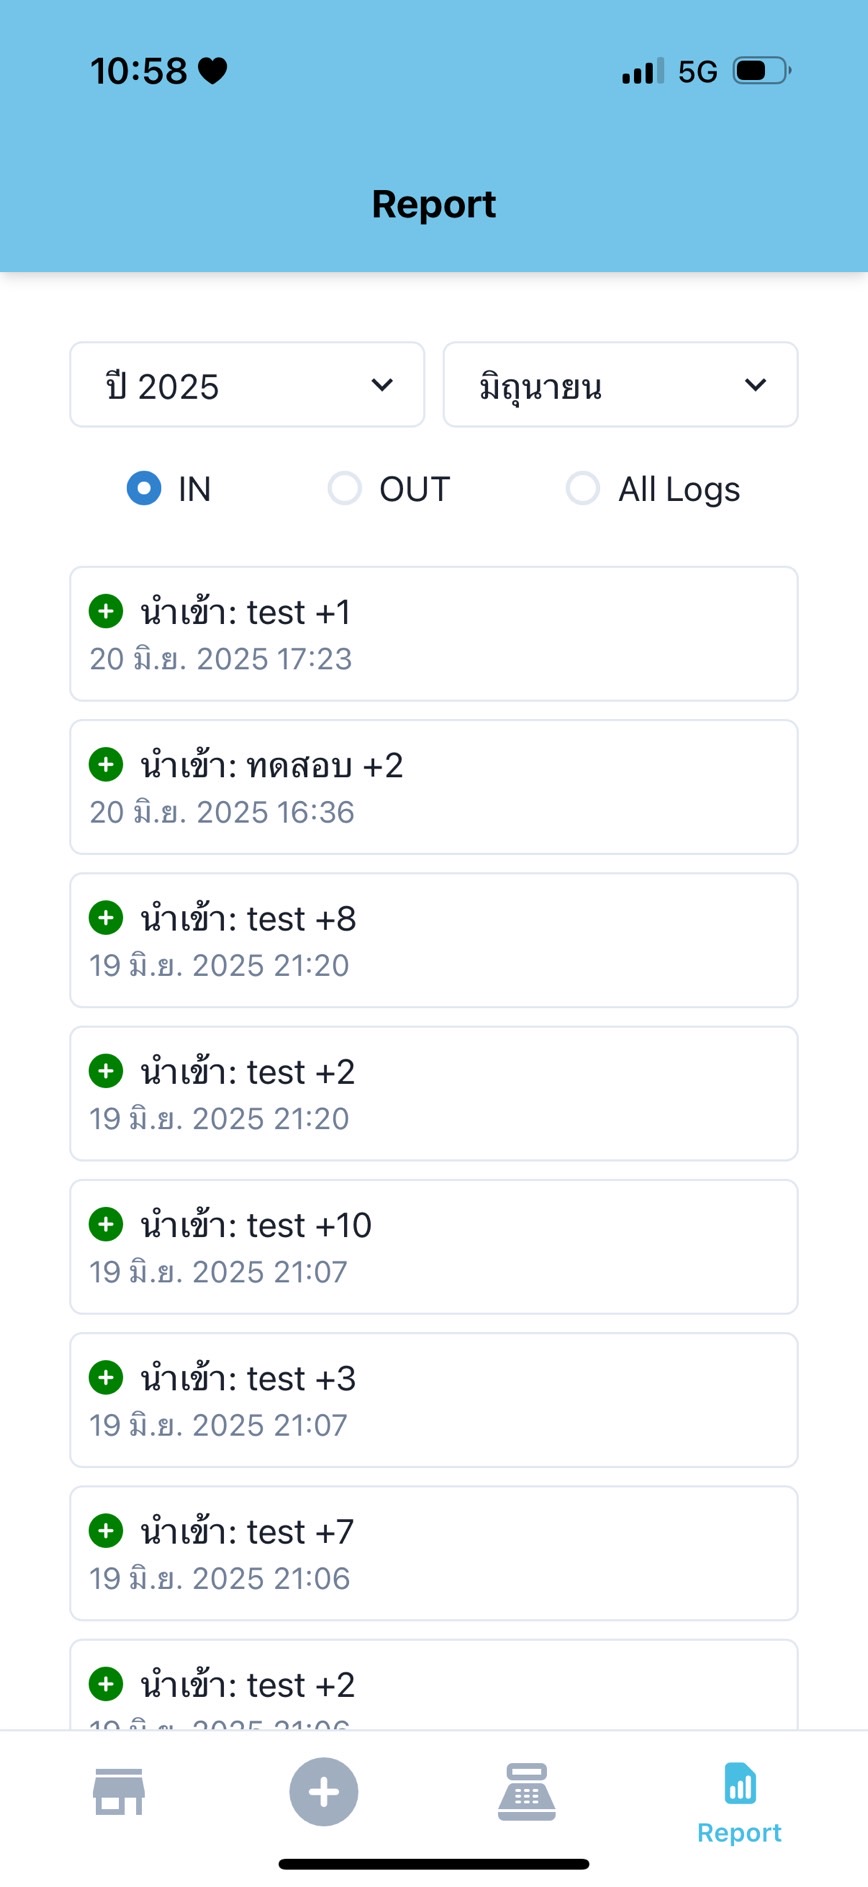 10:58
5G
Report
ปี 2025
มิถุนายน
IN
OUT
All Logs
นำเข้า: test +1
20 มิ.ย. 2025 17:23
นำเข้า: ทดสอบ +2
20 มิ.ย. 2025 16:36
นำเข้า: test +8
19 มิ.ย. 2025 21:20
นำเข้า: test +2
19 มิ.ย. 2025 21:20
นำเข้า: test +10
19 มิ.ย. 2025 21:07
นำเข้า: test +3
19 มิ.ย. 2025 21:07
นำเข้า: test +7
19 มิ.ย. 2025 21:06
นำเข้า: test +2
19 มิ.ย. 2025 21:06
Report